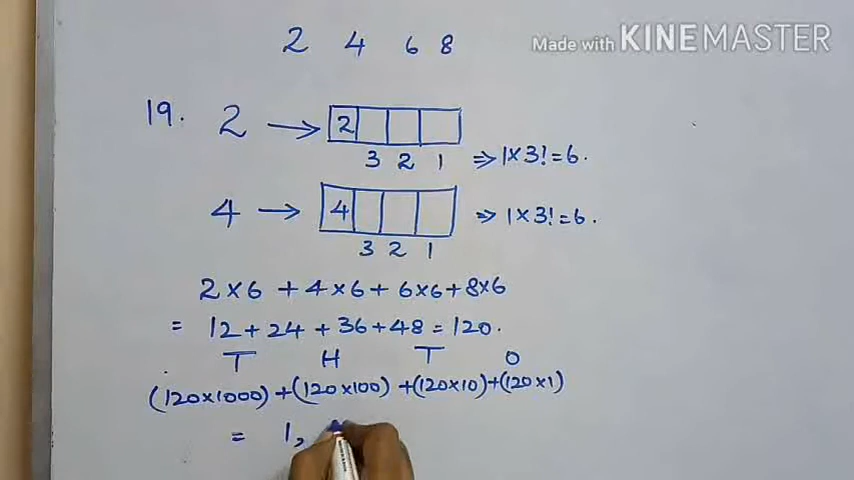 2 4 6 8
Made with KINEMASTER
19. 2 → 2
3 2 1 ⇒ 1×3! = 6.
4 → 4 ⇒ 1×3! = 6.
3 2 1
2×6 + 4×6 + 6×6 + 8×6
= 12 + 24 + 36 + 48 = 120.
T H T O
(120×1000) + (120×100) + (120×10) + (120×1)
= 1,